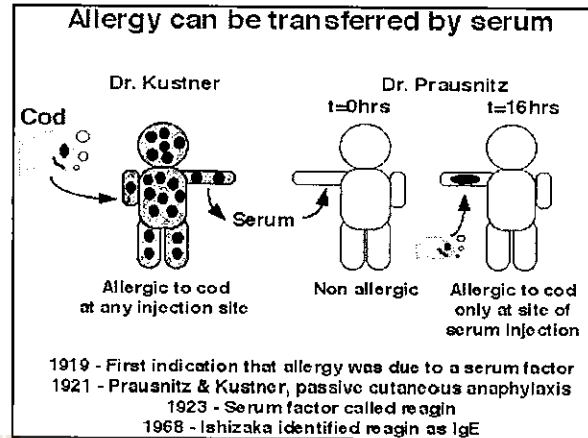 Allergy can be transferred by serum
Dr. Kustner
Dr. Prausnitz
t=0hrs
t=16hrs
Cod
Serum
Allergic to cod
at any injection site
Non allergic
Allergic to cod
only at site of
serum injection
1919 - First indication that allergy was due to a serum factor
1921 - Prausnitz & Kustner, passive cutaneous anaphylaxis
1923 - Serum factor called reagin
1968 - Ishizaka identified reagin as IgE